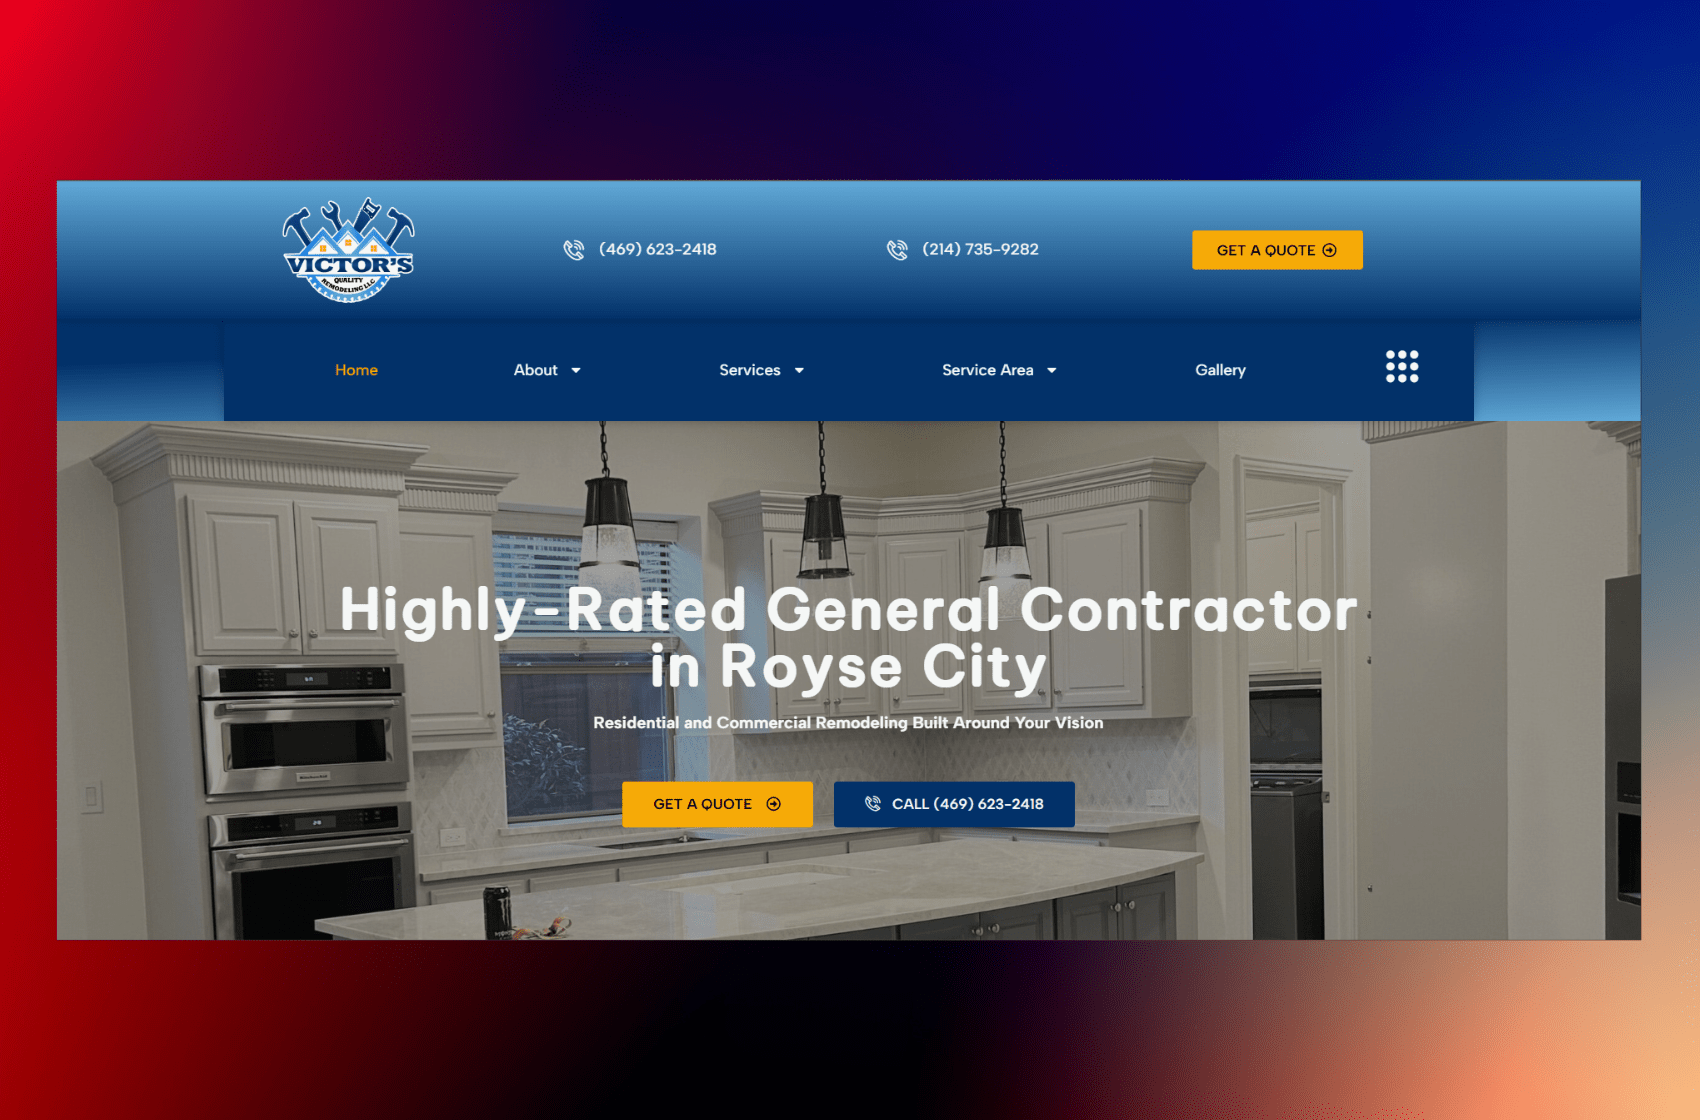 VICTOR'S
QUALITY
REMODELING LLC
(469) 623-2418
(214) 735-9282
GET A QUOTE
Home
About
Services
Service Area
Gallery
Highly-Rated General Contractor
in Royse City
Residential and Commercial Remodeling Built Around Your Vision
GET A QUOTE
CALL (469) 623-2418